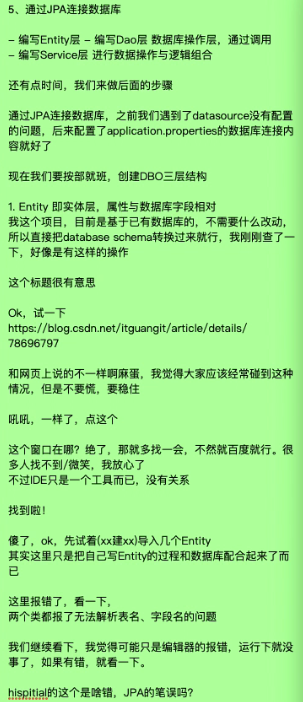 5、通过JPA连接数据库
- 编写Entity层 - 编写Dao层 数据库操作层，通过调用
- 编写Service层 进行数据操作与逻辑组合
还有点时间，我们来做后面的步骤
通过JPA连接数据库，之前我们遇到了datasource没有配置
的问题，后来配置了application.properties的数据库连接内
容就好了
现在我们要按部就班，创建DBO三层结构
1. Entity 即实体层，属性与数据库字段相对
我这个项目，目前是基于已有数据库的，不需要什么改动，
所以直接把database schema转换过来就行，我刚刚查了一
下，好像是有这样的操作
这个标题很有意思
Ok，试一下
https://blog.csdn.net/itguangit/article/details/
78696797
和网页上说的不一样啊麻蛋，我觉得大家应该经常碰到这种
情况，但是不要慌，要稳住
吼吼，一样了，点这个
这个窗口在哪？绝了，那就多找一会，不然就百度就行。很
多人找不到/微笑，我放心了
不过IDE只是一个工具而已，没有关系
找到啦！
傻了，ok，先试着(xx建xx)导入几个Entity
其实这里只是把自己写Entity的过程和数据库配合起来了而
已
这里报错了，看一下，
两个类都报了无法解析表名、字段名的问题
我们继续看下，我觉得可能只是编辑器的报错，运行下就没
事了，如果有错，就看一下。
hispitial的这个是啥错，JPA的笔误吗？